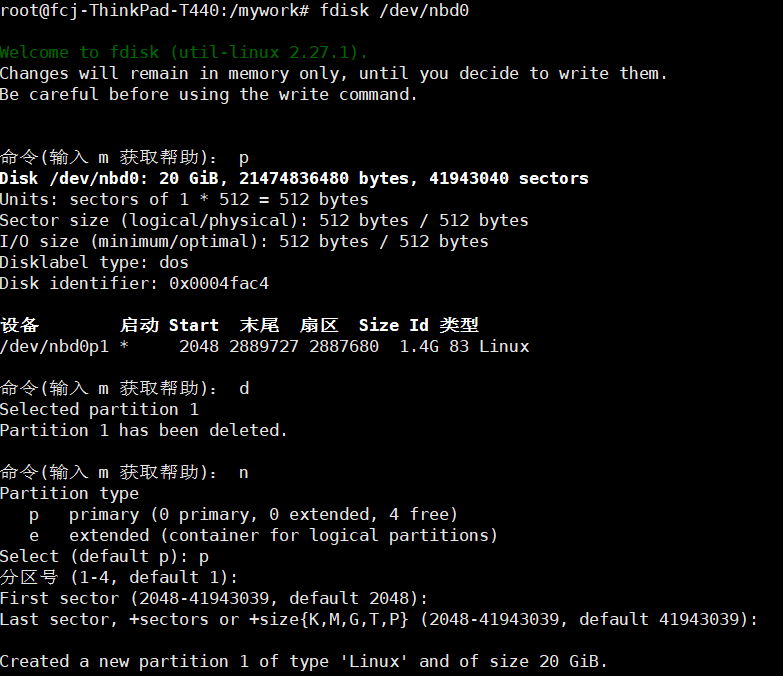 root@fcj-ThinkPad-T440:/mywork# fdisk /dev/nbd0
Welcome to fdisk (util-linux 2.27.1).
Changes will remain in memory only, until you decide to write them.
Be careful before using the write command.
命令(输入 m 获取帮助)： p
Disk /dev/nbd0: 20 GiB, 21474836480 bytes, 41943040 sectors
Units: sectors of 1 * 512 = 512 bytes
Sector size (logical/physical): 512 bytes / 512 bytes
I/O size (minimum/optimal): 512 bytes / 512 bytes
Disklabel type: dos
Disk identifier: 0x0004fac4
设备 启动 Start 末尾 扇区 Size Id 类型
/dev/nbd0p1 * 2048 2889727 2887680 1.4G 83 Linux
命令(输入 m 获取帮助)： d
Selected partition 1
Partition 1 has been deleted.
命令(输入 m 获取帮助)： n
Partition type
p primary (0 primary, 0 extended, 4 free)
e extended (container for logical partitions)
Select (default p): p
分区号 (1-4, default 1):
First sector (2048-41943039, default 2048):
Last sector, +sectors or +size{K,M,G,T,P} (2048-41943039, default 41943039):
Created a new partition 1 of type 'Linux' and of size 20 GiB.